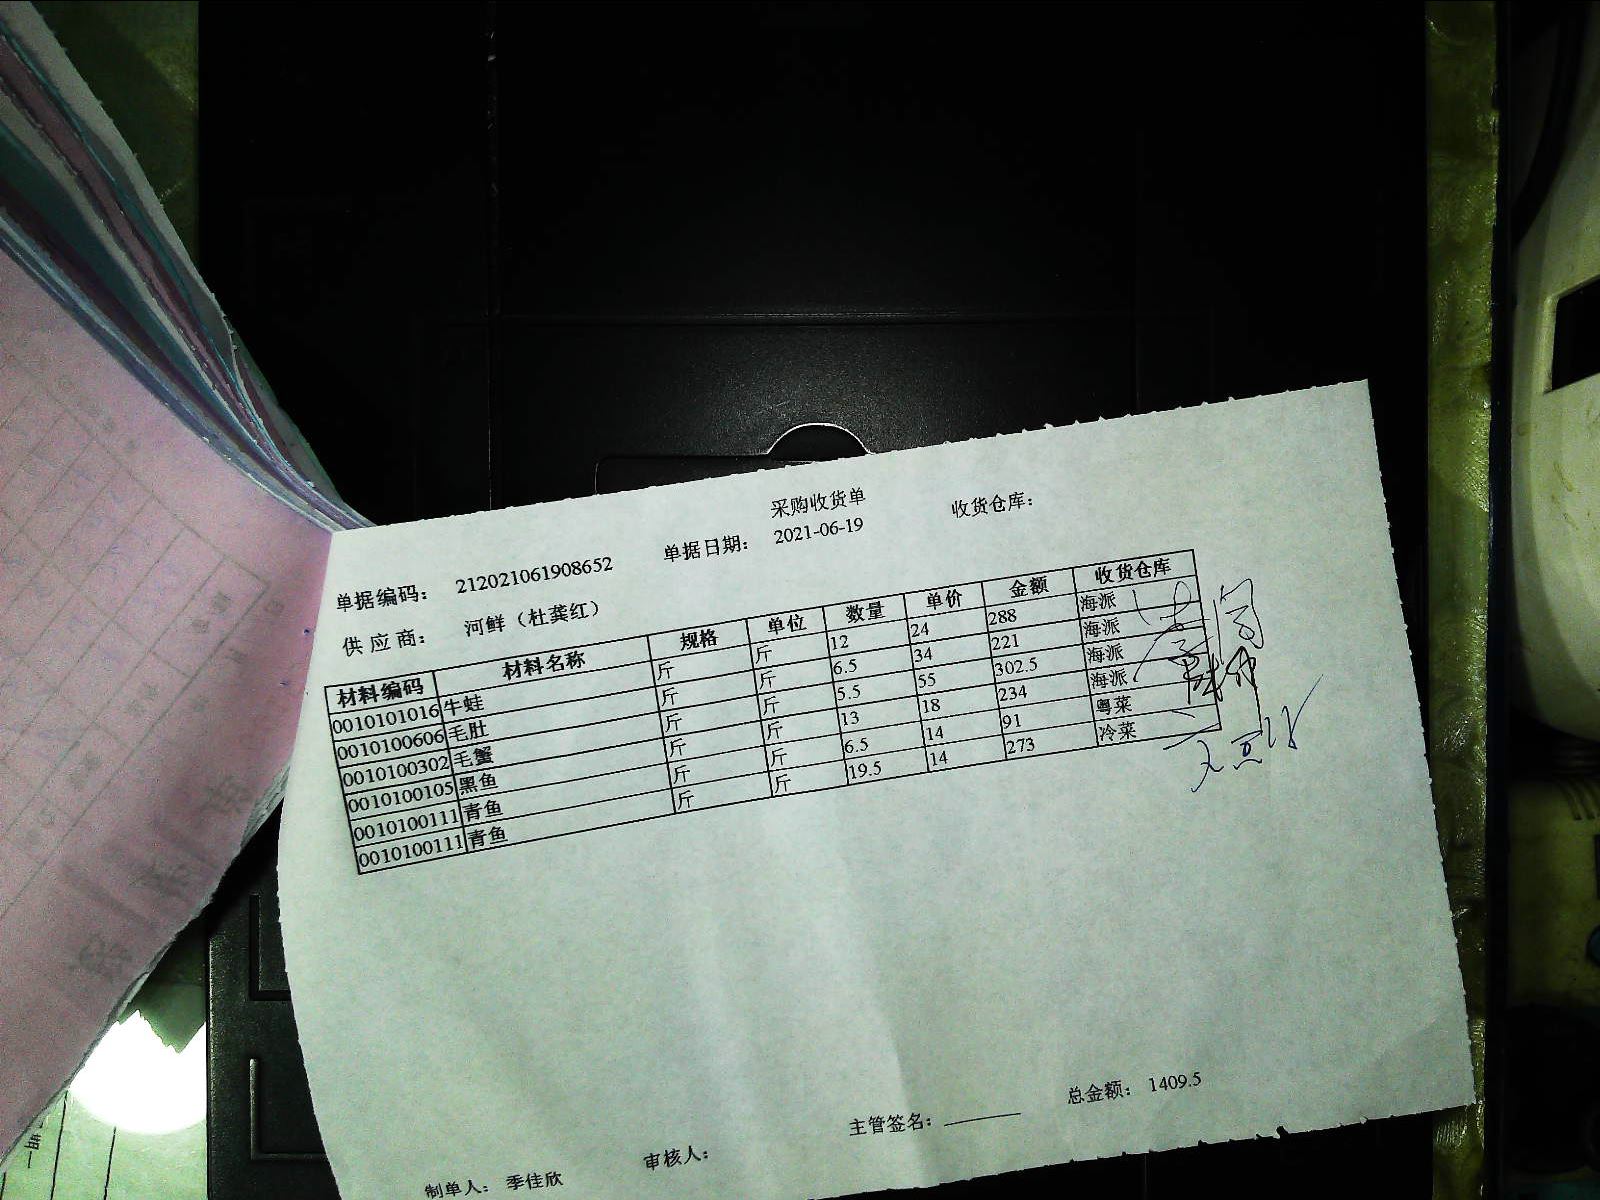 采购收货单
单据编码： 212021061908652 单据日期： 2021-06-19 收货仓库：
供应商： 河鲜（杜龚红）
材料编码 材料名称 规格 单位 数量 单价 金额 收货仓库
0010101016 牛蛙 斤 斤 12 24 288 海派
0010100606 毛肚 斤 斤 6.5 34 221 海派
0010100302 毛蟹 斤 斤 5.5 55 302.5 海派
0010100105 黑鱼 斤 斤 13 18 234 海派
0010100111 青鱼 斤 斤 6.5 14 91 粤菜
0010100111 青鱼 斤 斤 19.5 14 273 冷菜
总金额： 1409.5
制单人： 季佳欣 审核人： 主管签名：